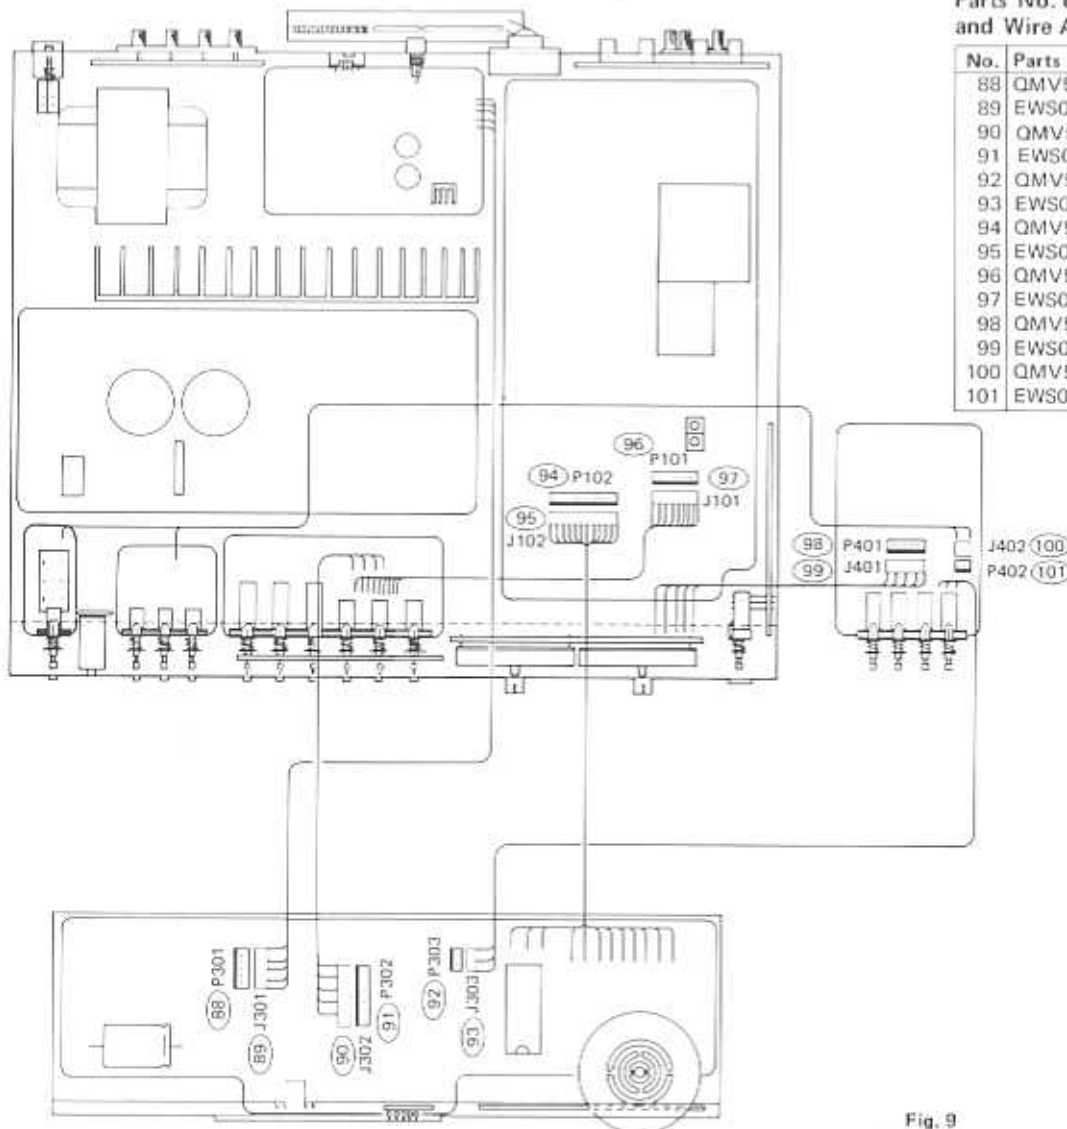 and Wire A
No. Parts
88 QMV5
89 EWS0
90 QMV5
91 EWS0
92 QMV5
93 EWS0
94 QMV5
95 EWS0
96 QMV5
97 EWS0
98 QMV5
99 EWS0
100 QMV5
101 EWS0
96
P101
94 P102
97
J101
95
J102
98 P401
J402 100
99 J401
P402 101
P301
88
J301
89
P302
91
J302
90
P303
92
J303
93
Fig. 9